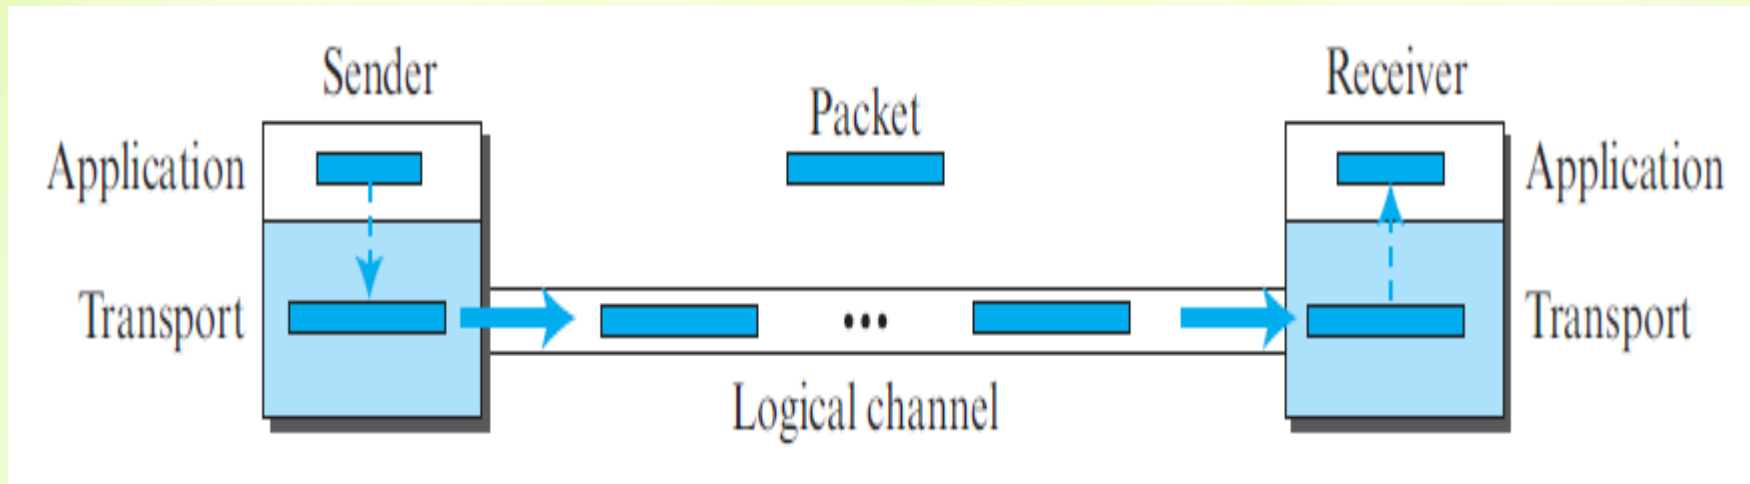 Sender
Receiver
Packet
Application
Application
Transport
Transport
Logical channel